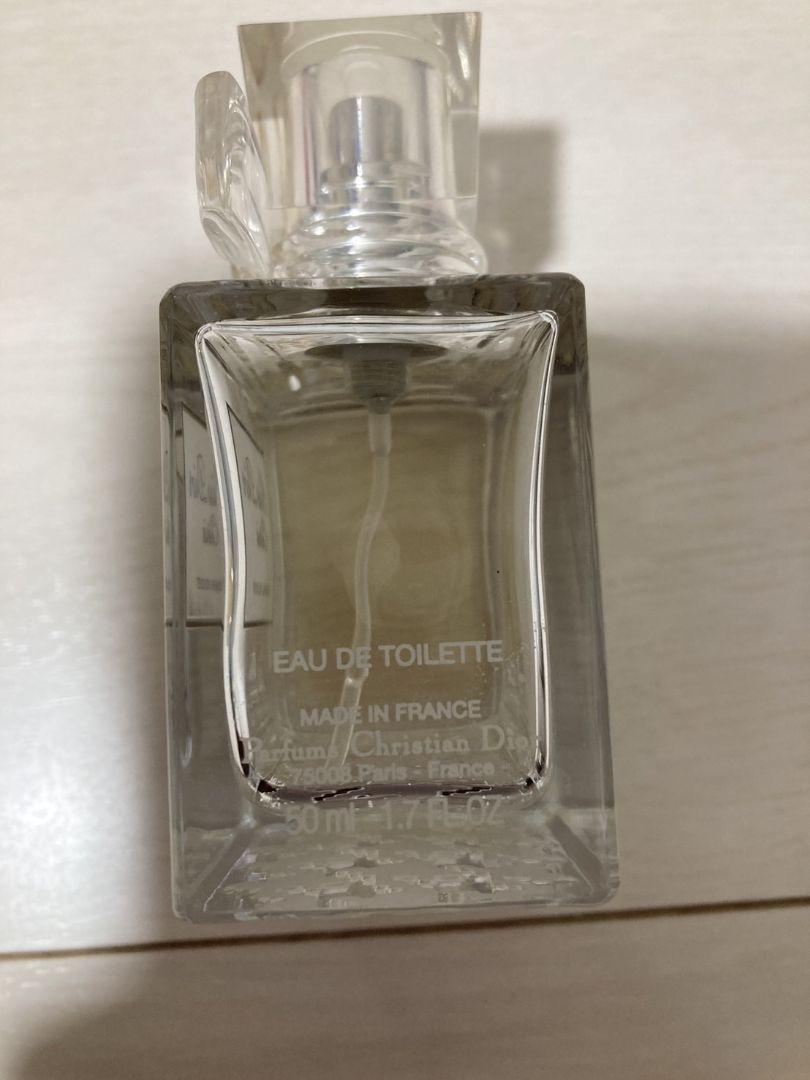 EAU DE TOILETTE
MADE IN FRANCE
Parfums Christian Dior
75008 Paris - France
50 ml - 1.7 FL.OZ